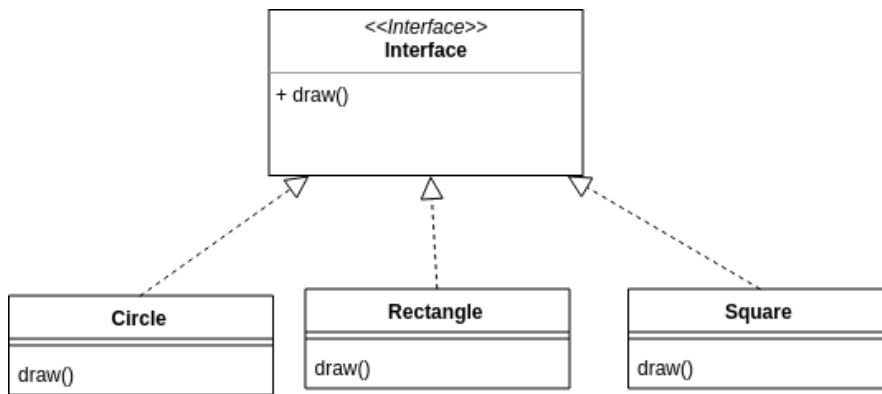 <<Interface>>
Interface
+ draw()
Circle
draw()
Rectangle
draw()
Square
draw()